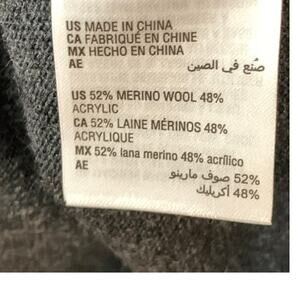 US MADE IN CHINA
CA FABRIQUÉ EN CHINE
MX HECHO EN CHINA
AE
صُنع في الصين
US 52% MERINO WOOL 48%
ACRYLIC
CA 52% LAINE MÉRINOS 48%
ACRYLIQUE
MX 52% lana merino 48% acrílico
AE
52% صوف مارينو
48% أكريليك